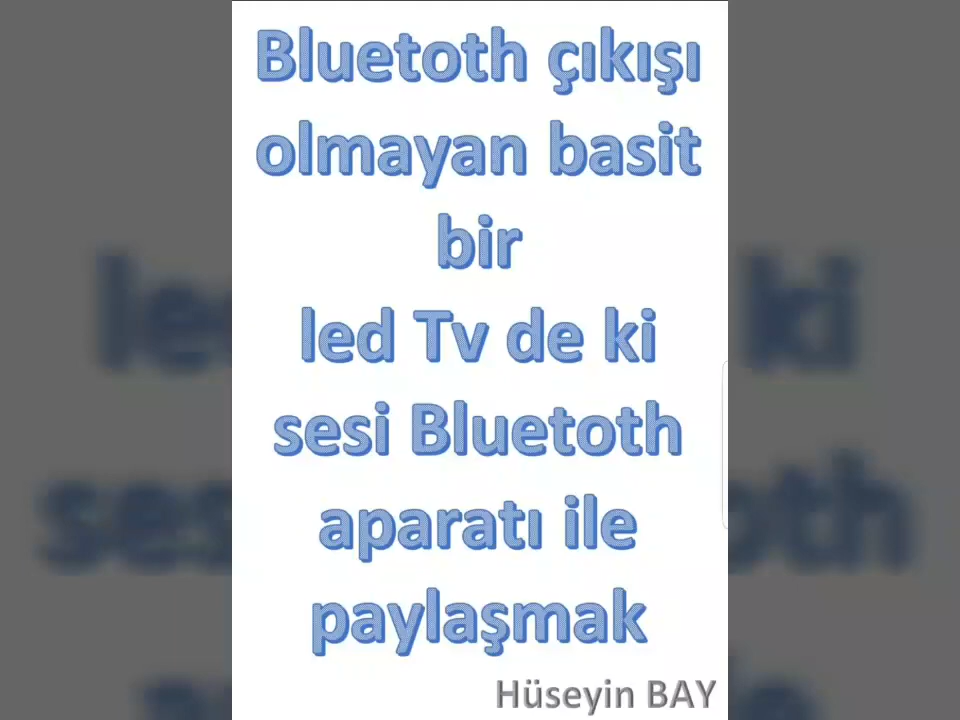 Bluetoth çıkışı
olmayan basit
bir
led Tv de ki
sesi Bluetoth
aparatı ile
paylaşmak
Hüseyin BAY